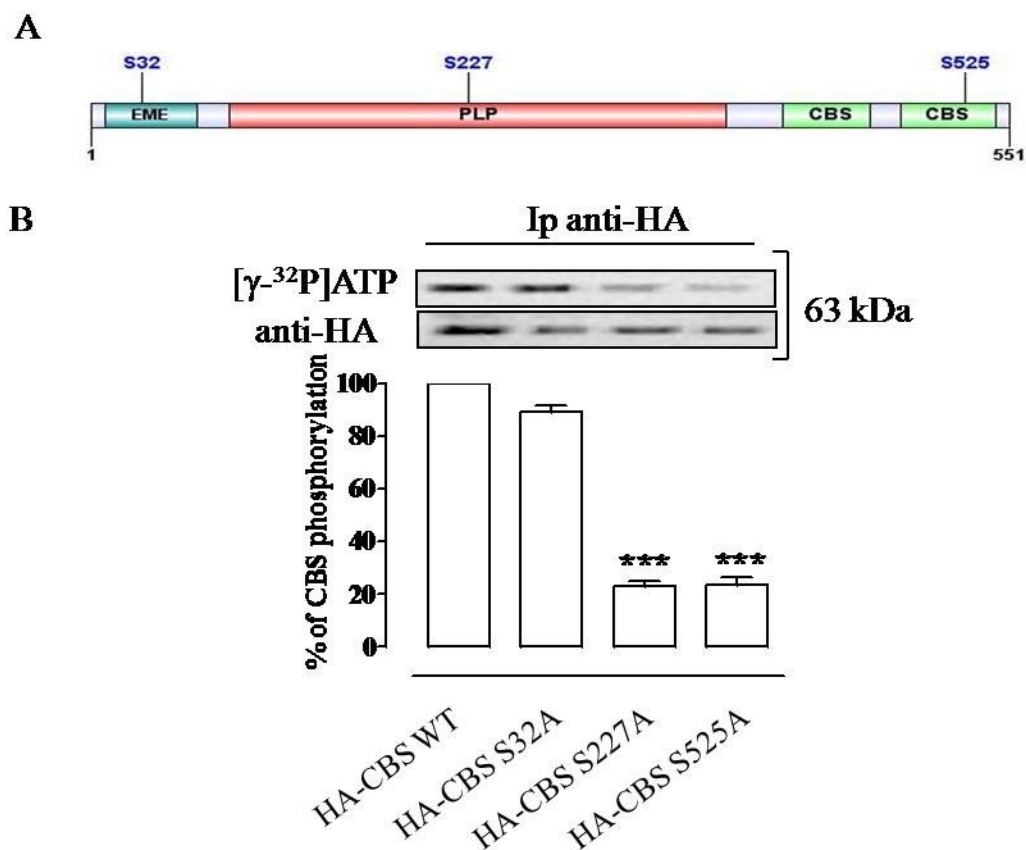 A
S32 S227 S525
EME PLP CBS CBS
1 551
B
Ip anti-HA
[γ-³²P]ATP
anti-HA
63 kDa
% of CBS phosphorylation
100
80
60
40
20
0
*** ***
HA-CBS WT
HA-CBS S32A
HA-CBS S227A
HA-CBS S525A